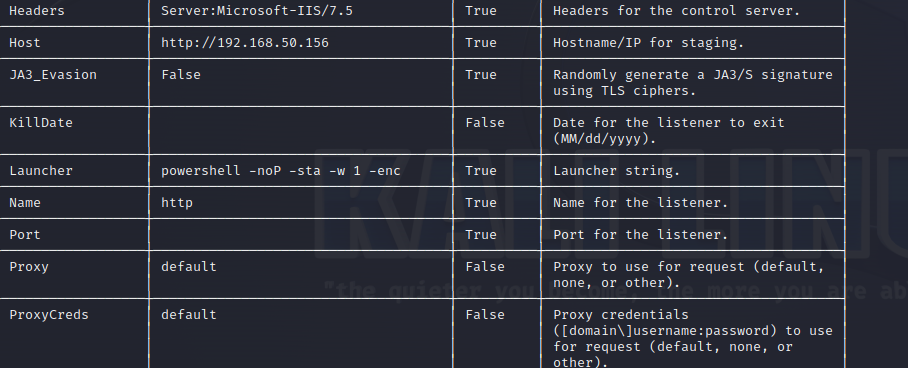 Headers Server:Microsoft-IIS/7.5 True Headers for the control server.
Host http://192.168.50.156 True Hostname/IP for staging.
JA3_Evasion False True Randomly generate a JA3/S signature
using TLS ciphers.
KillDate False Date for the listener to exit
(MM/dd/yyyy).
Launcher powershell -noP -sta -w 1 -enc True Launcher string.
Name http True Name for the listener.
Port True Port for the listener.
Proxy default False Proxy to use for request (default,
none, or other).
ProxyCreds default False Proxy credentials
([domain\]username:password) to use
for request (default, none, or
other).
KALI LINU
"the quieter you become, the more you are ab